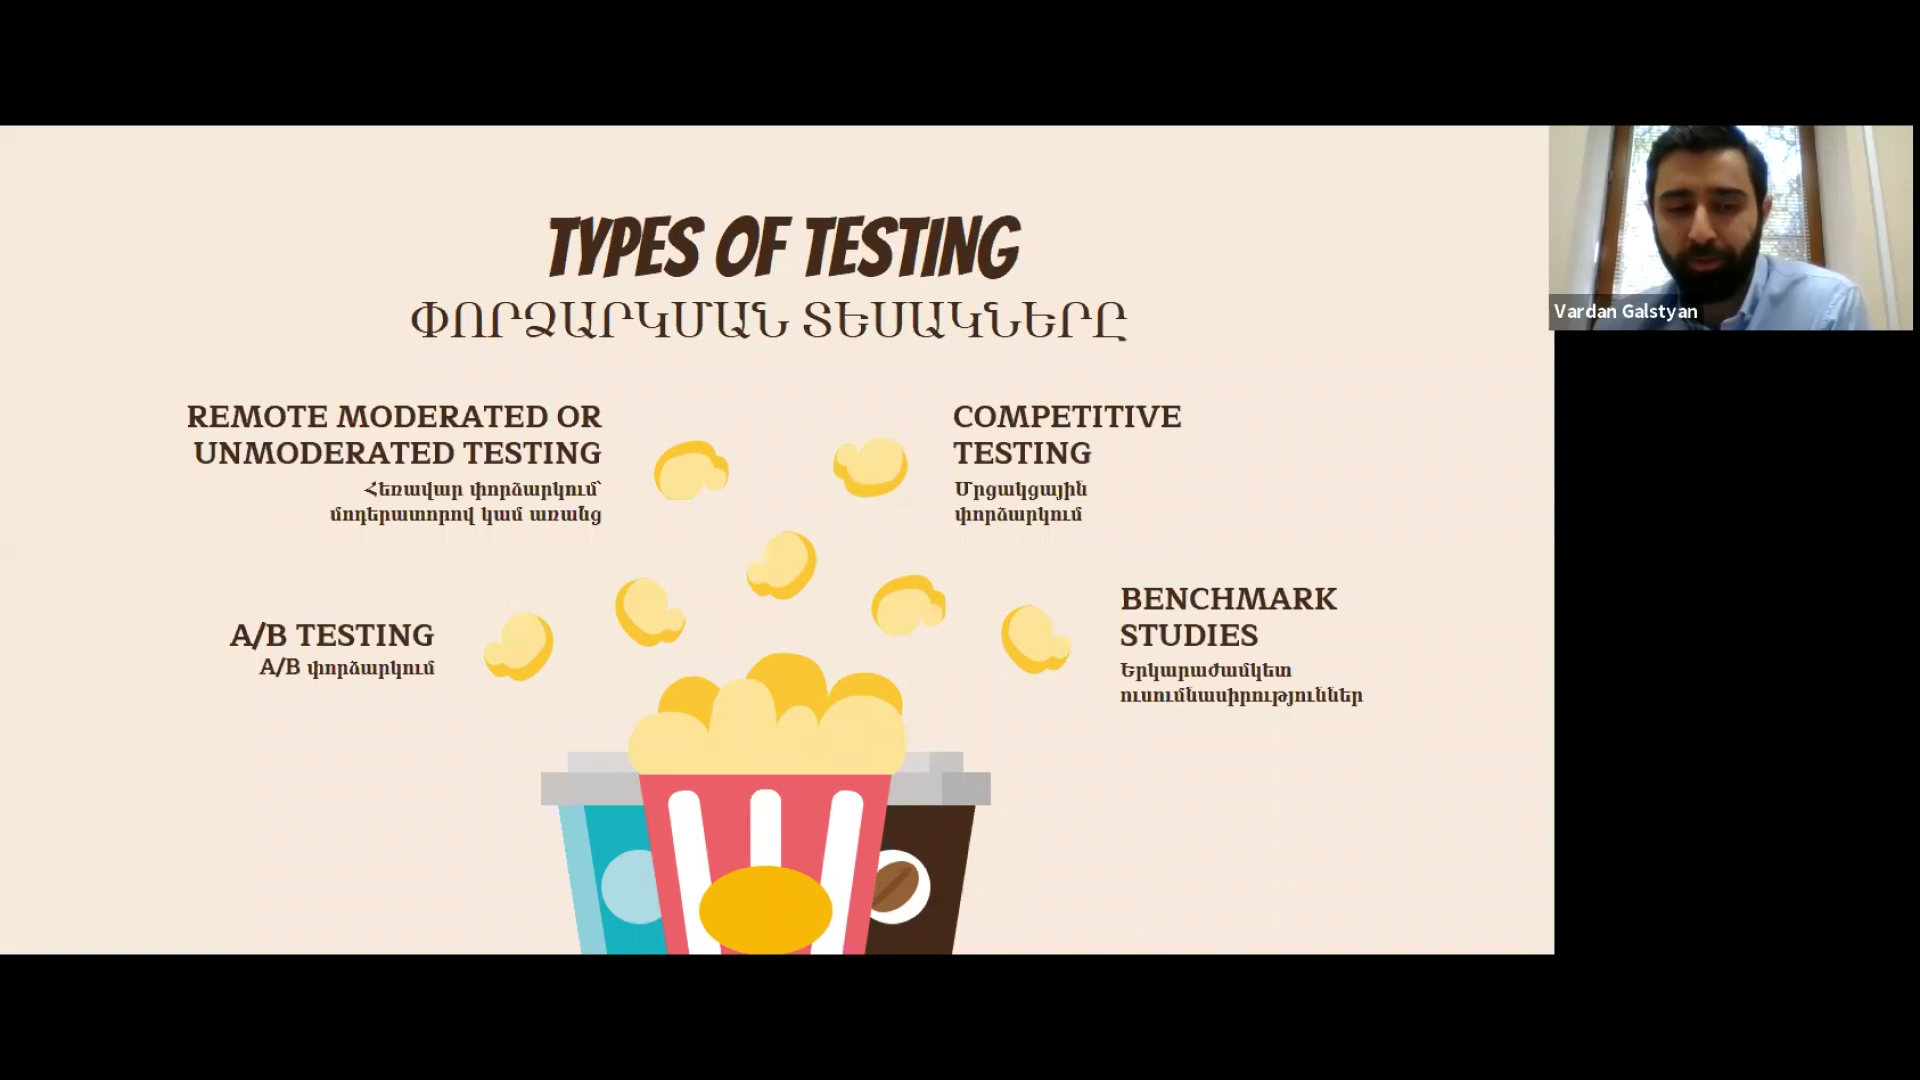 TYPES OF TESTING
ՓՈՐՁԱՐԿՄԱՆ ՏԵՍԱԿՆԵՐԸ
REMOTE MODERATED OR
UNMODERATED TESTING
Հեռավար փորձարկում՝
մոդերատորով կամ առանց
COMPETITIVE
TESTING
Մրցակցային
փորձարկում
A/B TESTING
A/B փորձարկում
BENCHMARK
STUDIES
Երկարաժամկետ
ուսումնասիրություններ
Vardan Galstyan